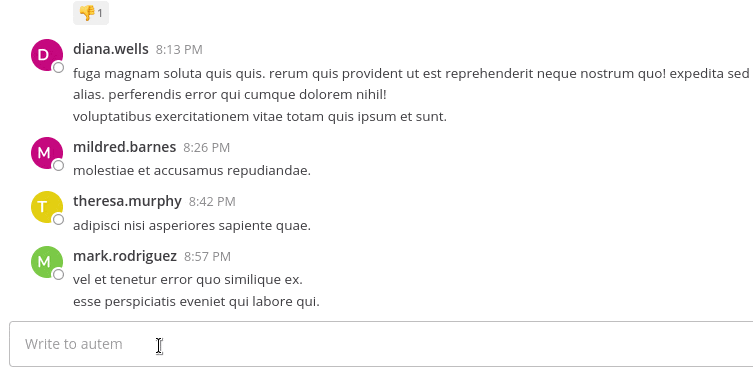 1
D
diana.wells 8:13 PM
fuga magnam soluta quis quis. rerum quis provident ut est reprehenderit neque nostrum quo! expedita sed
alias. perferendis error qui cumque dolorem nihil!
voluptatibus exercitationem vitae totam quis ipsum et sunt.
M
mildred.barnes 8:26 PM
molestiae et accusamus repudiandae.
T
theresa.murphy 8:42 PM
adipisci nisi asperiores sapiente quae.
M
mark.rodriguez 8:57 PM
vel et tenetur error quo similique ex.
esse perspiciatis eveniet qui labore qui.
Write to autem